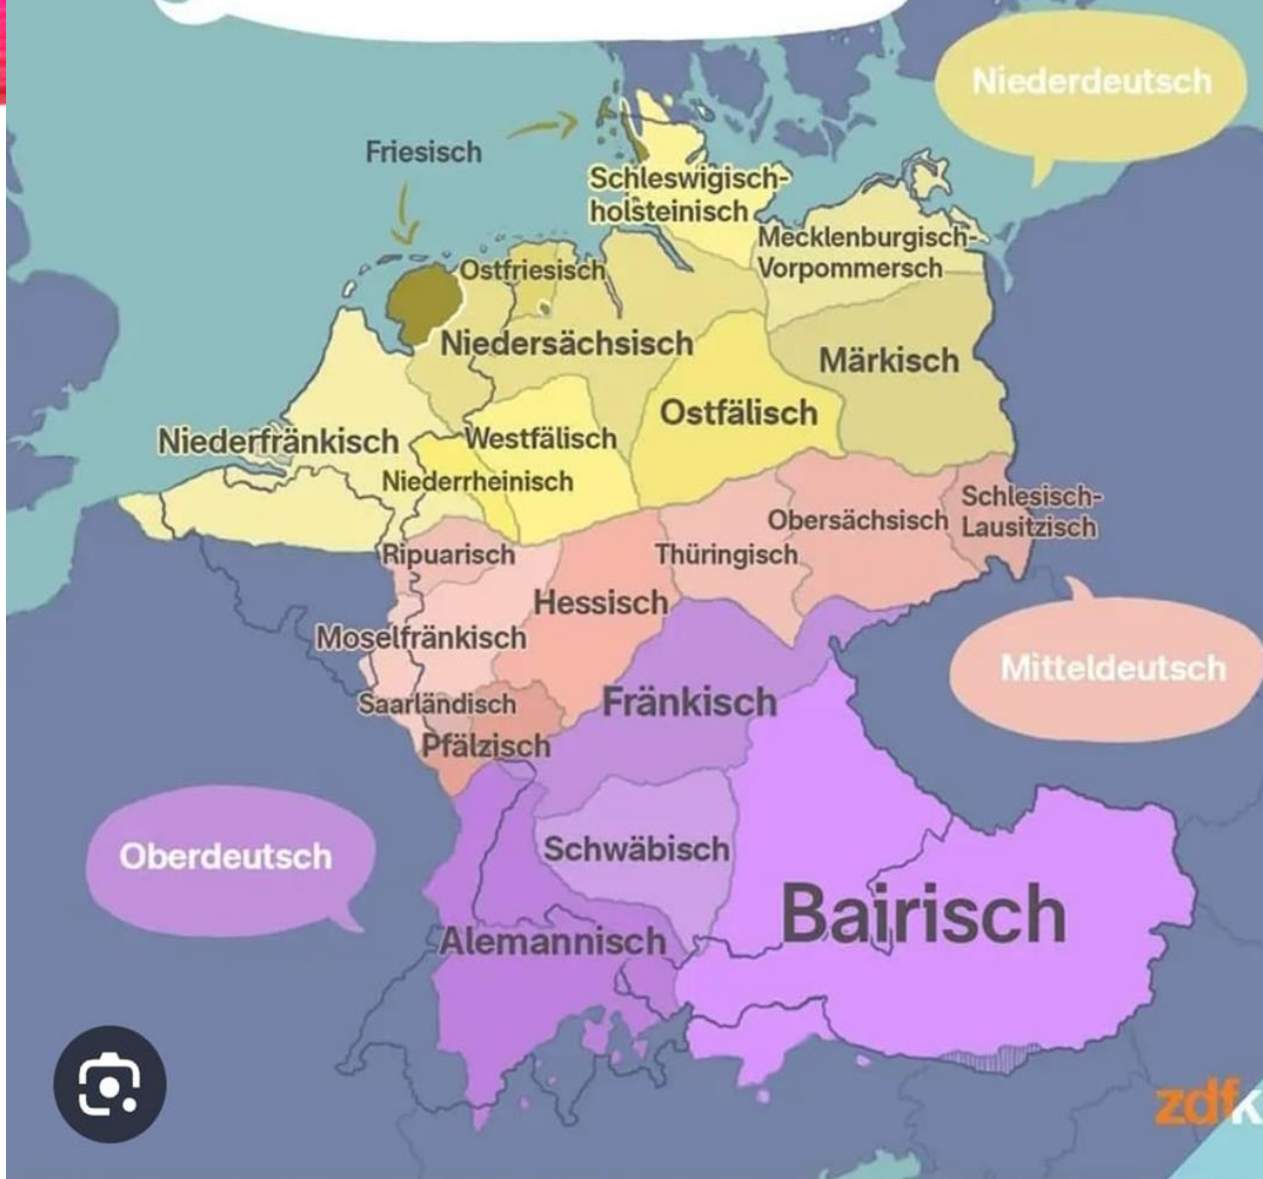 Niederdeutsch
Friesisch
Schleswigisch-
holsteinisch
Mecklenburgisch-
Vorpommersch
Ostfriesisch
Niedersächsisch
Märkisch
Ostfälisch
Niederfränkisch
Westfälisch
Niederrheinisch
Schlesisch-
Lausitzisch
Obersächsisch
Ripuarisch
Thüringisch
Hessisch
Moselfränkisch
Mitteldeutsch
Saarländisch
Fränkisch
Pfälzisch
Oberdeutsch
Schwäbisch
Bairisch
Alemannisch
zdfk